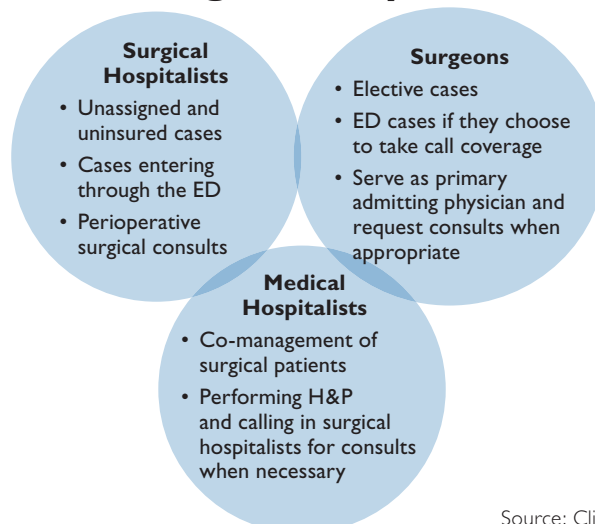 Surgical
Hospitalists
• Unassigned and
uninsured cases
• Cases entering
through the ED
• Perioperative
surgical consults
Surgeons
• Elective cases
• ED cases if they choose
to take call coverage
• Serve as primary
admitting physician and
request consults when
appropriate
Medical
Hospitalists
• Co-management of
surgical patients
• Performing H&P
and calling in surgical
hospitalists for consults
when necessary
Source: Cli